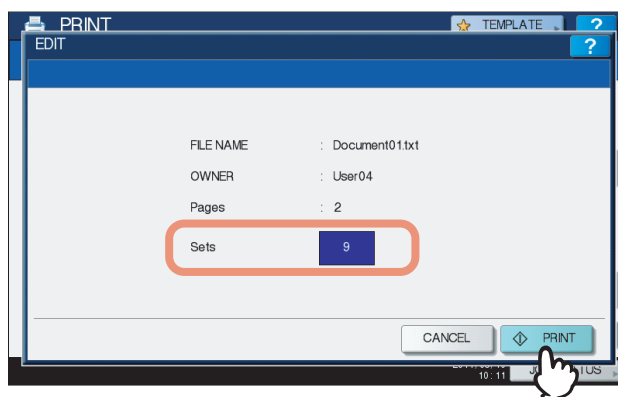 PRINT TEMPLATE ?
EDIT ?
FILE NAME : Document01.txt
OWNER : User04
Pages : 2
Sets 9
CANCEL PRINT
10:11